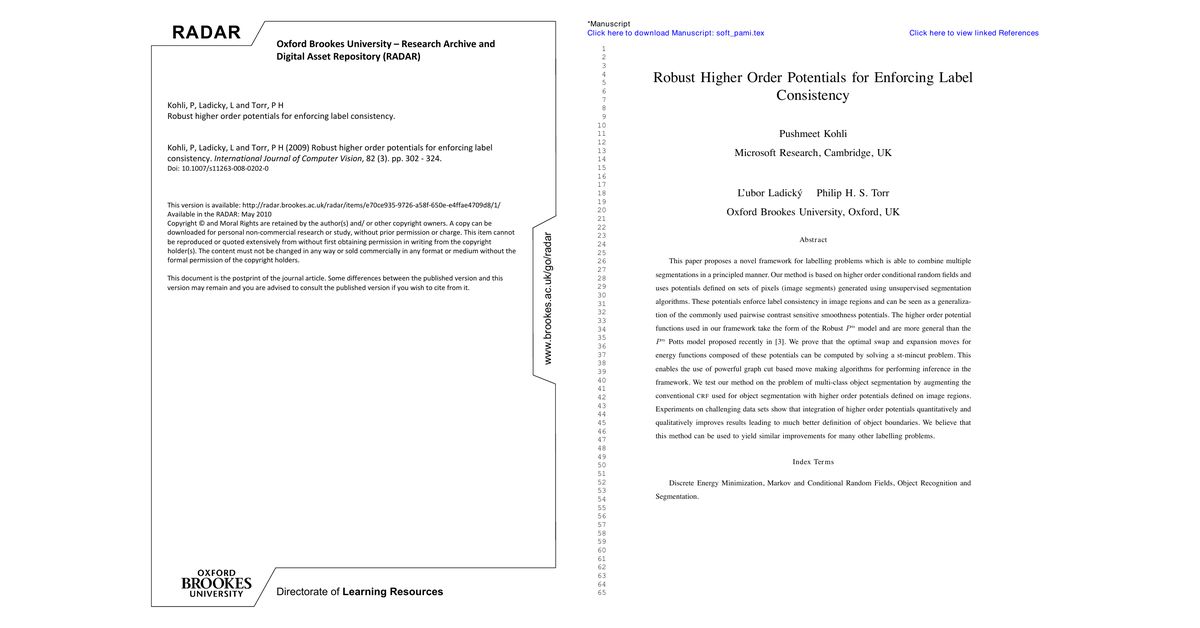 RADAR
Oxford Brookes University – Research Archive and
Digital Asset Repository (RADAR)
Kohli, P, Ladicky, L and Torr, P H
Robust higher order potentials for enforcing label consistency.
Kohli, P, Ladicky, L and Torr, P H (2009) Robust higher order potentials for enforcing label
consistency. International Journal of Computer Vision, 82 (3). pp. 302 - 324.
Doi: 10.1007/s11263-008-0202-0
This version is available: http://radar.brookes.ac.uk/radar/items/e70ce935-9726-a58f-650e-e4ffae4709d8/1/
Available in the RADAR: May 2010
Copyright © and Moral Rights are retained by the author(s) and/ or other copyright owners. A copy can be
downloaded for personal non-commercial research or study, without prior permission or charge. This item cannot
be reproduced or quoted extensively from without first obtaining permission in writing from the copyright
holder(s). The content must not be changed in any way or sold commercially in any format or medium without the
formal permission of the copyright holders.
This document is the postprint of the journal article. Some differences between the published version and this
version may remain and you are advised to consult the published version if you wish to cite from it.
www.brookes.ac.uk/go/radar
OXFORD
BROOKES
UNIVERSITY
Directorate of Learning Resources
*Manuscript
Click here to download Manuscript: soft_pami.tex
Click here to view linked References
1
2
3
4
5
6
7
8
9
10
11
12
13
14
15
16
17
18
19
20
21
22
23
24
25
26
27
28
29
30
31
32
33
34
35
36
37
38
39
40
41
42
43
44
45
46
47
48
49
50
51
52
53
54
55
56
57
58
59
60
61
62
63
64
65
Robust Higher Order Potentials for Enforcing Label
Consistency
Pushmeet Kohli
Microsoft Research, Cambridge, UK
L'ubor Ladický Philip H. S. Torr
Oxford Brookes University, Oxford, UK
Abstract
This paper proposes a novel framework for labelling problems which is able to combine multiple
segmentations in a principled manner. Our method is based on higher order conditional random fields and
uses potentials defined on sets of pixels (image segments) generated using unsupervised segmentation
algorithms. These potentials enforce label consistency in image regions and can be seen as a generaliza-
tion of the commonly used pairwise contrast sensitive smoothness potentials. The higher order potential
functions used in our framework take the form of the Robust Pⁿ model and are more general than the
Pⁿ Potts model proposed recently in [3]. We prove that the optimal swap and expansion moves for
energy functions composed of these potentials can be computed by solving a st-mincut problem. This
enables the use of powerful graph cut based move making algorithms for performing inference in the
framework. We test our method on the problem of multi-class object segmentation by augmenting the
conventional CRF used for object segmentation with higher order potentials defined on image regions.
Experiments on challenging data sets show that integration of higher order potentials quantitatively and
qualitatively improves results leading to much better definition of object boundaries. We believe that
this method can be used to yield similar improvements for many other labelling problems.
Index Terms
Discrete Energy Minimization, Markov and Conditional Random Fields, Object Recognition and
Segmentation.